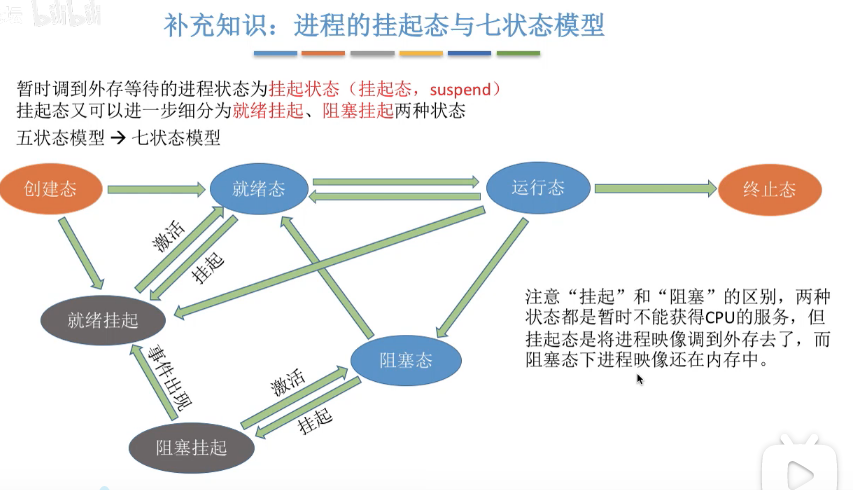 bilibili
补充知识：进程的挂起态与七状态模型
暂时调到外存等待的进程状态为挂起状态（挂起态，suspend）
挂起态又可以进一步细分为就绪挂起、阻塞挂起两种状态
五状态模型 → 七状态模型
创建态
就绪态
运行态
终止态
激活
挂起
就绪挂起
注意“挂起”和“阻塞”的区别，两种
状态都是暂时不能获得CPU的服务，但
挂起态是将进程映像调到外存去了，而
阻塞态下进程映像还在内存中。
阻塞态
事件出现
激活
挂起
阻塞挂起